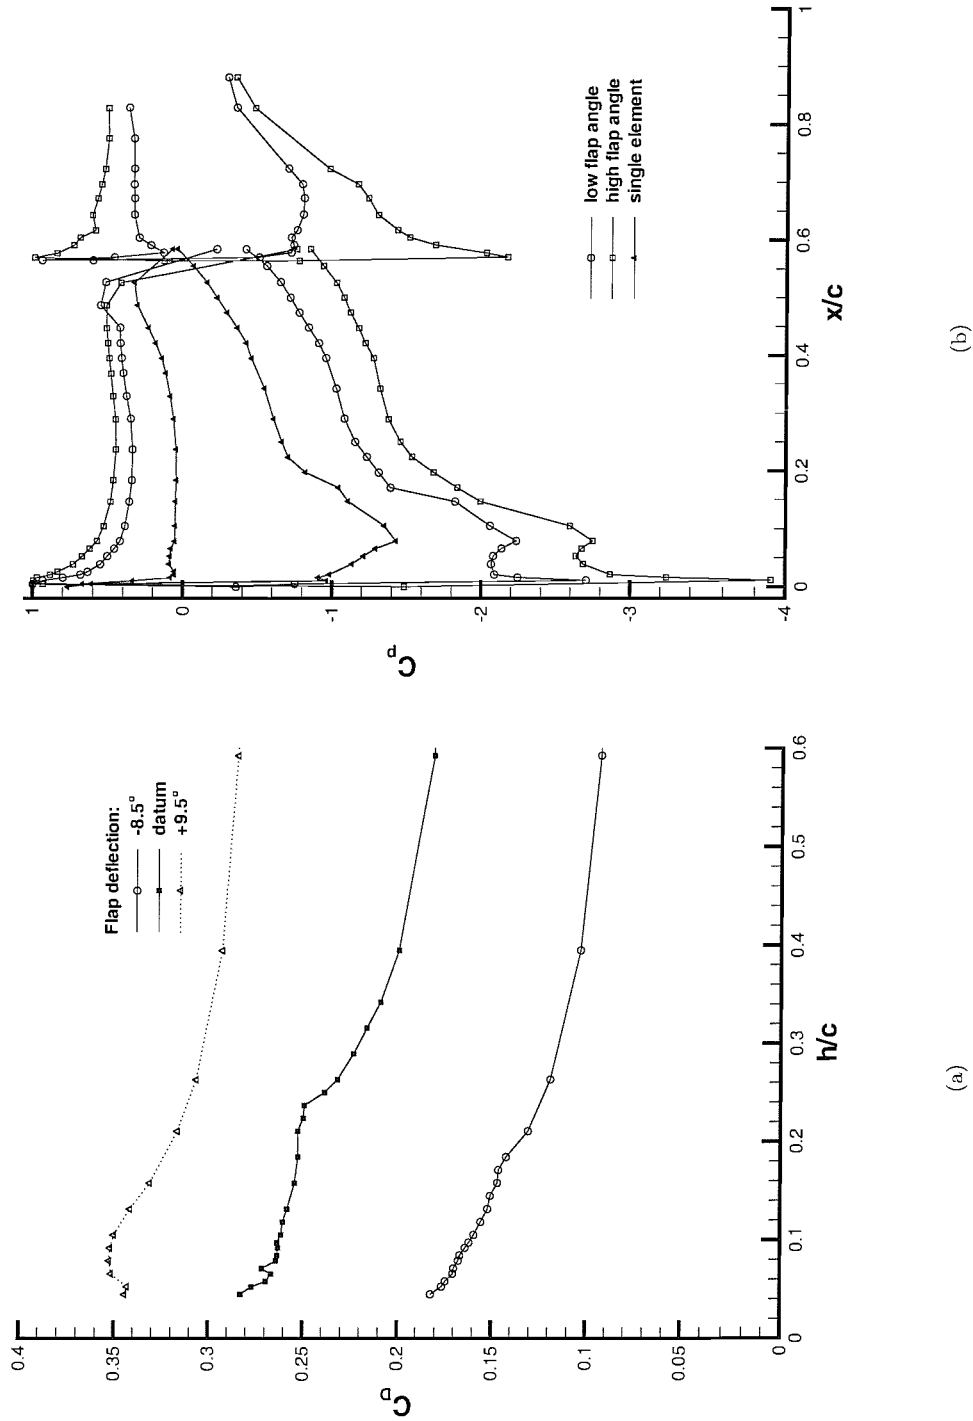 0.4
0.35
0.3
0.25
0.2
0.15
0.1
0.05
0
C_D
0
0.1
0.2
0.3
0.4
0.5
0.6
h/c
Flap deflection:
-8.5°
datum
+9.5°
(a)
1
0
-1
-2
-3
-4
C_p
0
0.2
0.4
0.6
0.8
1
x/c
low flap angle
high flap angle
single element
(b)